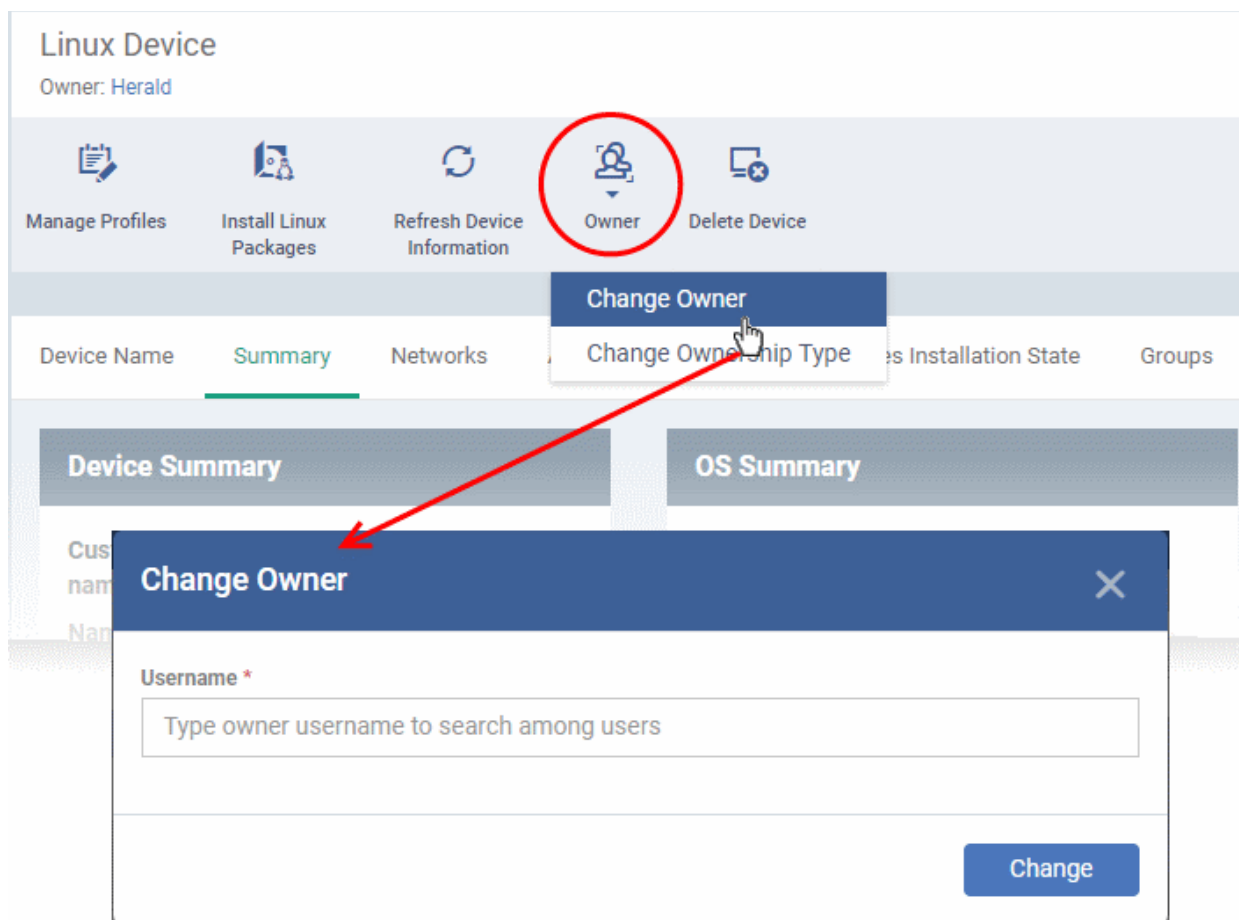 Linux Device
Owner: Herald
Manage Profiles
Install Linux
Packages
Refresh Device
Information
Owner
Delete Device
Change Owner
Change Ownership Type
Device Name
Summary
Networks
Installation State
Groups
Device Summary
OS Summary
Change Owner
Username *
Type owner username to search among users
Change